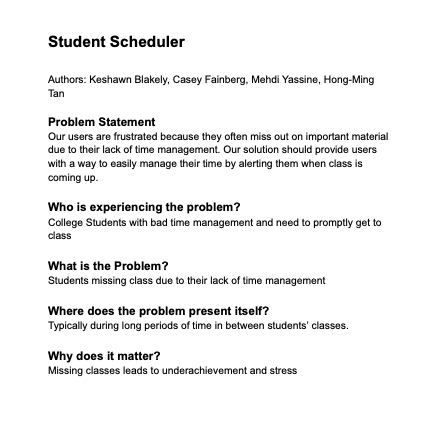 Student Scheduler
Authors: Keshawn Blakely, Casey Fainberg, Mehdi Yassine, Hong-Ming
Tan
Problem Statement
Our users are frustrated because they often miss out on important material
due to their lack of time management. Our solution should provide users
with a way to easily manage their time by alerting them when class is
coming up.
Who is experiencing the problem?
College Students with bad time management and need to promptly get to
class
What is the Problem?
Students missing class due to their lack of time management
Where does the problem present itself?
Typically during long periods of time in between students' classes.
Why does it matter?
Missing classes leads to underachievement and stress